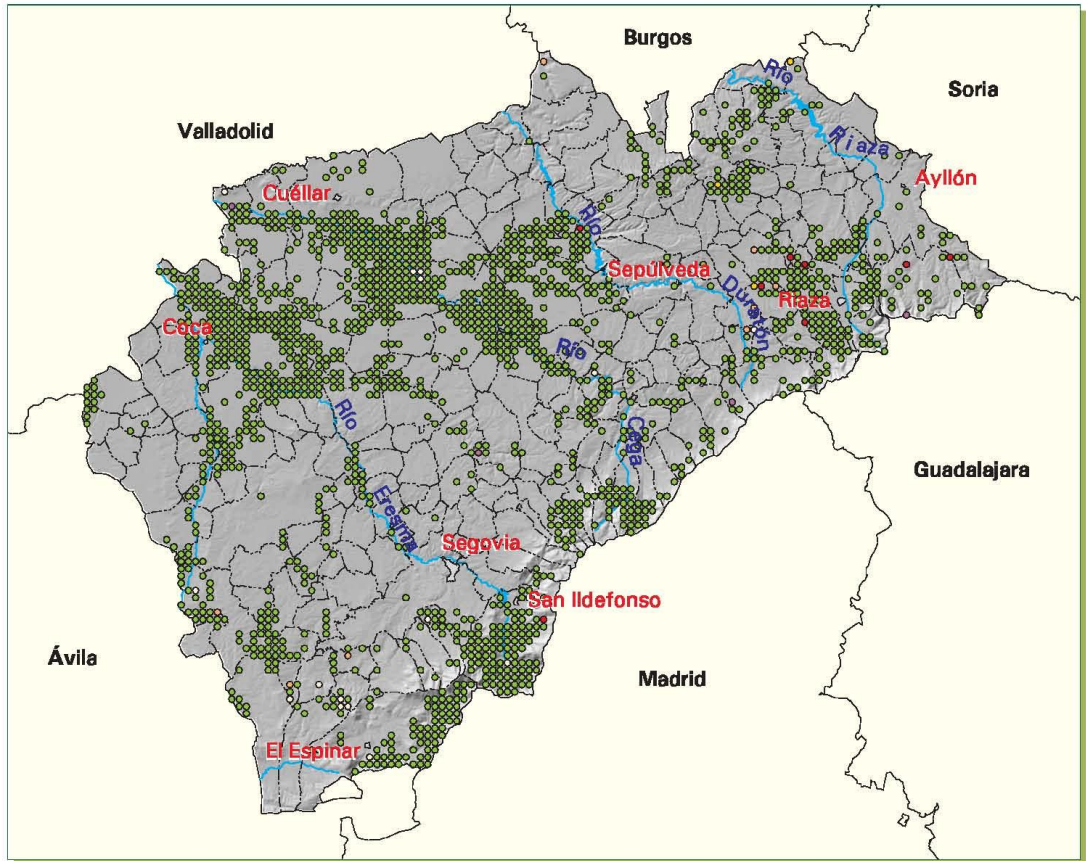 Burgos
Río
Soria
Valladolid
Riaza
Ayllón
Cuéllar
Río
Sepúlveda
Duratón
Riaza
Coca
Río
Río
Cega
Guadalajara
Eresma
Segovia
San Ildefonso
Ávila
Madrid
El Espinar